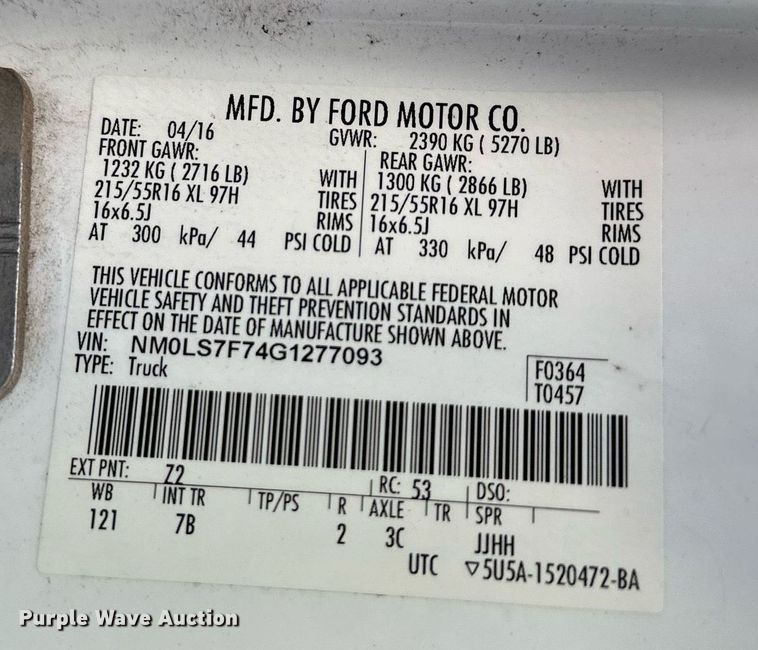 MFD. BY FORD MOTOR CO.
DATE: 04/16 GVWR: 2390 KG ( 5270 LB)
FRONT GAWR: REAR GAWR:
1232 KG ( 2716 LB) WITH 1300 KG ( 2866 LB) WITH
215/55R16 XL 97H TIRES 215/55R16 XL 97H TIRES
16x6.5J RIMS 16x6.5J RIMS
AT 300 kPa/ 44 PSI COLD AT 330 kPa/ 48 PSI COLD
THIS VEHICLE CONFORMS TO ALL APPLICABLE FEDERAL MOTOR
VEHICLE SAFETY AND THEFT PREVENTION STANDARDS IN
EFFECT ON THE DATE OF MANUFACTURE SHOWN ABOVE.
VIN: NM0LS7F74G1277093
TYPE: Truck
F0364
T0457
EXT PNT: Z2 RC: 53 DSO:
WB INT TR TP/PS R AXLE TR SPR
121 7B 2 3C JJHH
UTC ▽5U5A-1520472-BA
Purple Wave Auction